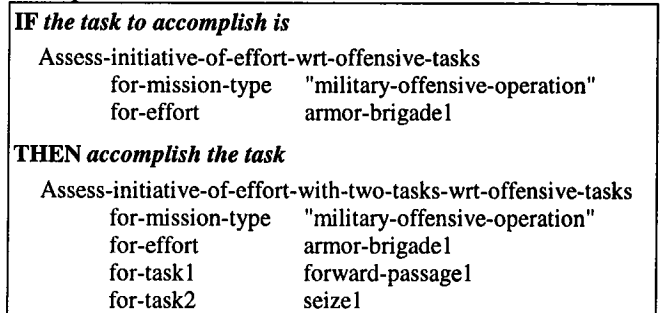 IF the task to accomplish is
Assess-initiative-of-effort-wrt-offensive-tasks
for-mission-type "military-offensive-operation"
for-effort armor-brigade1
THEN accomplish the task
Assess-initiative-of-effort-with-two-tasks-wrt-offensive-tasks
for-mission-type "military-offensive-operation"
for-effort armor-brigade1
for-task1 forward-passage1
for-task2 seize1